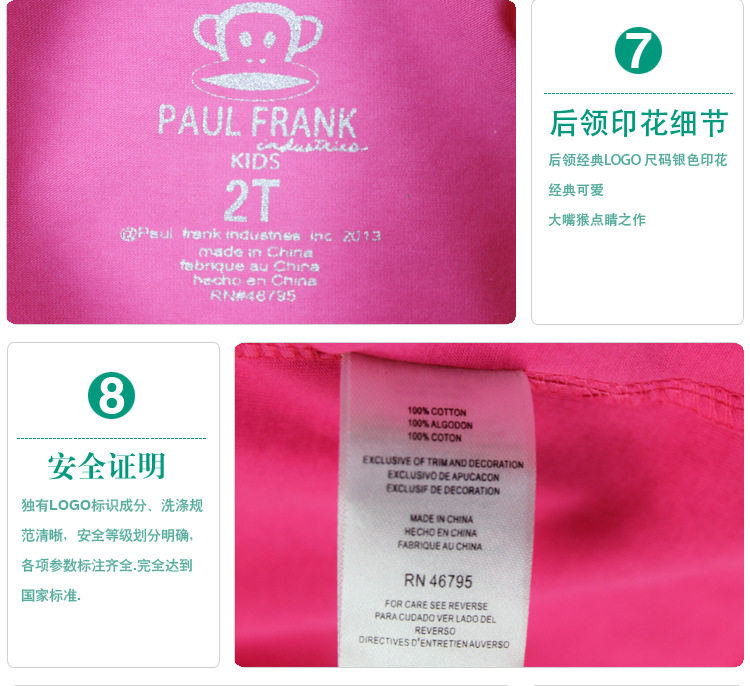 PAUL FRANK
industries
KIDS
2T
@Paul frank industries inc 2013
made in China
fabrique au China
hecho en China
RN#46795
7
后领印花细节
后领经典LOGO 尺码银色印花
经典可爱
大嘴猴点睛之作
8
安全证明
独有LOGO标识成分、洗涤规
范清晰，安全等级划分明确，
各项参数标注齐全.完全达到
国家标准.
100% COTTON
100% ALGODON
100% COTON
EXCLUSIVE OF TRIM AND DECORATION
EXCLUSIVO DE APUCACON
EXCLUSIF DE DECORATION
MADE IN CHINA
HECHO EN CHINA
FABRIQUE AU CHINA
RN 46795
FOR CARE SEE REVERSE
PARA CUDADO VER LADO DEL
REVERSO
DIRECTIVES D'ENTRETIEN AUVERSO